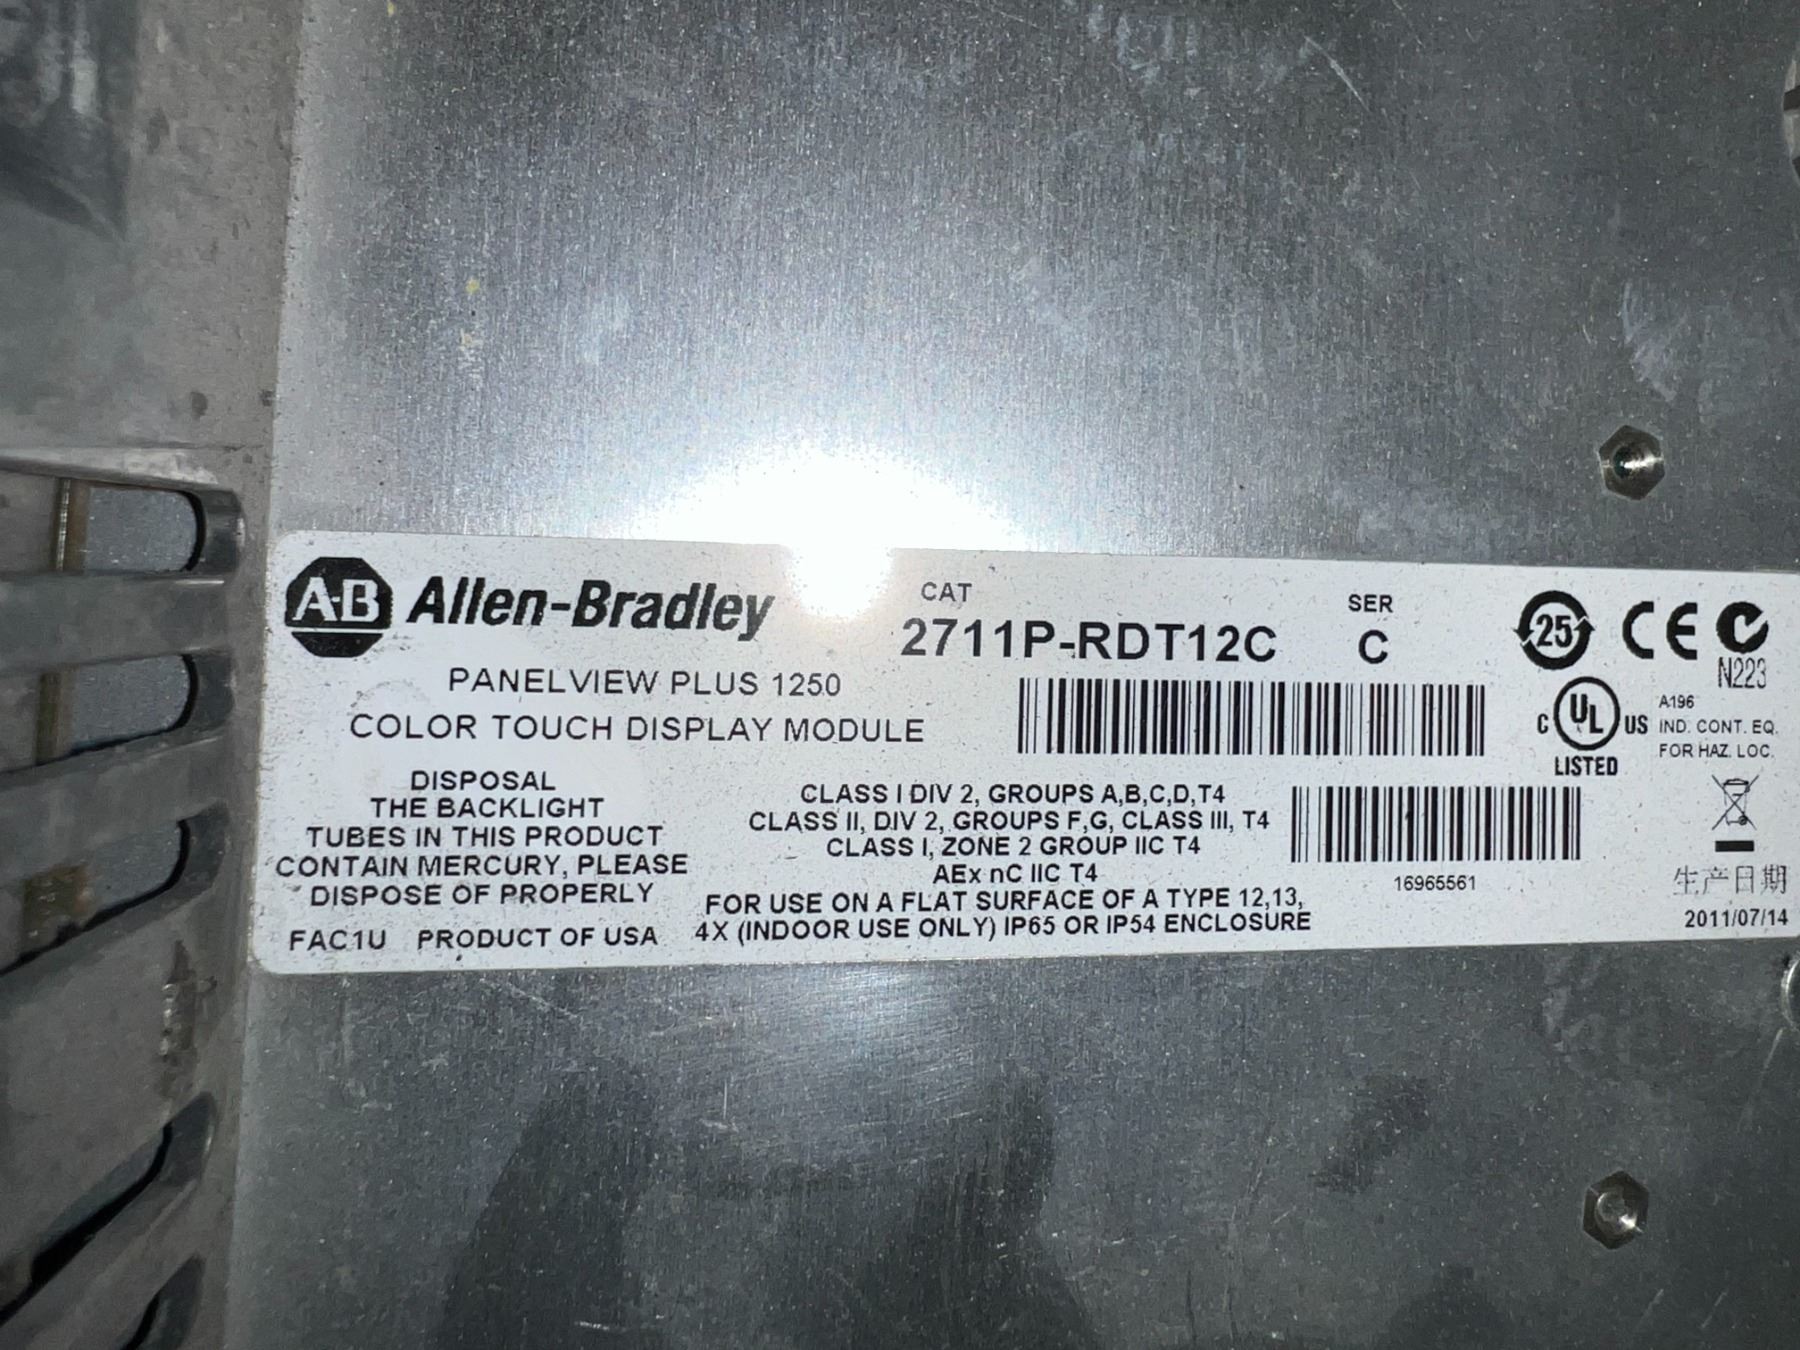 A-B Allen-Bradley
PANELVIEW PLUS 1250
COLOR TOUCH DISPLAY MODULE
DISPOSAL
THE BACKLIGHT
TUBES IN THIS PRODUCT
CONTAIN MERCURY, PLEASE
DISPOSE OF PROPERLY
FAC1U PRODUCT OF USA
CAT
2711P-RDT12C
SER
C
CLASS I DIV 2, GROUPS A,B,C,D,T4
CLASS II, DIV 2, GROUPS F,G, CLASS III, T4
CLASS I, ZONE 2 GROUP IIC T4
AEx nC IIC T4
FOR USE ON A FLAT SURFACE OF A TYPE 12,13,
4X (INDOOR USE ONLY) IP65 OR IP54 ENCLOSURE
16965561
25 CE
N223
C UL US
LISTED
A196
IND. CONT. EQ.
FOR HAZ. LOC.
生产日期
2011/07/14